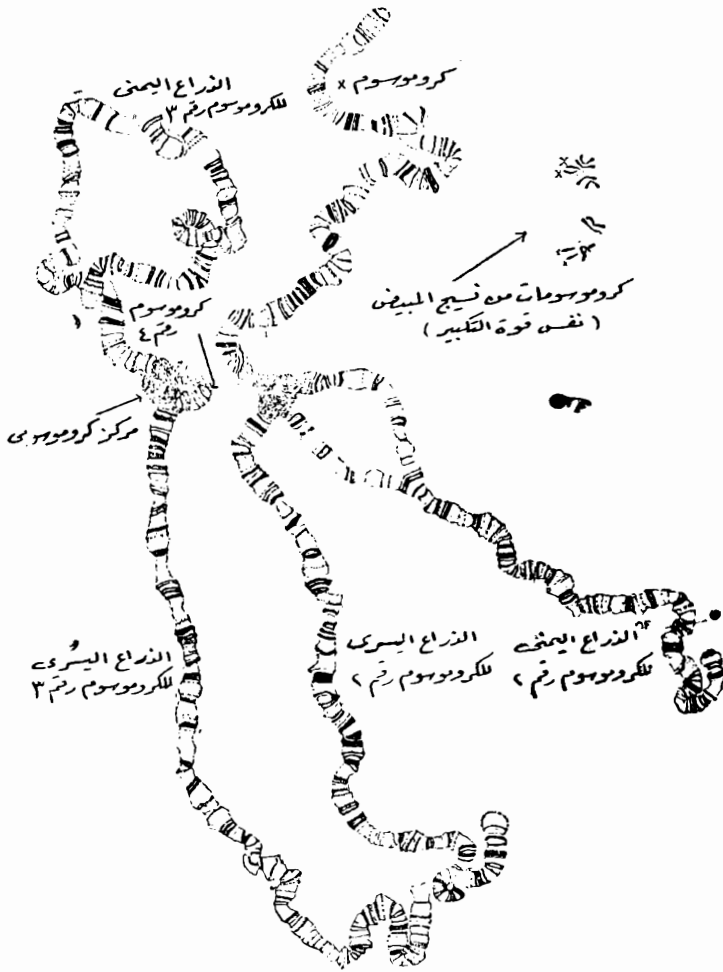 كروموسوم x
الذراع اليمنى
للكروموسوم رقم ٣
x
x
كروموسومات من نسيج المبيض
( نفس قوة التكبير )
كروموسوم
رقم ٤
مركز كروموسومى
الذراع اليسرى
للكروموسوم رقم ٣
الذراع اليسرى
للكروموسوم رقم ٢
الذراع اليمنى
للكروموسوم رقم ٢